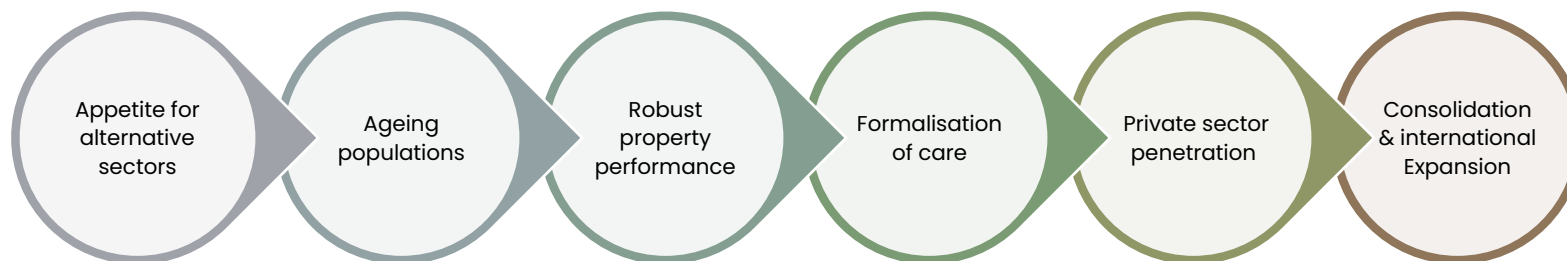 Appetite for
alternative
sectors
Ageing
populations
Robust
property
performance
Formalisation
of care
Private sector
penetration
Consolidation
& international
Expansion